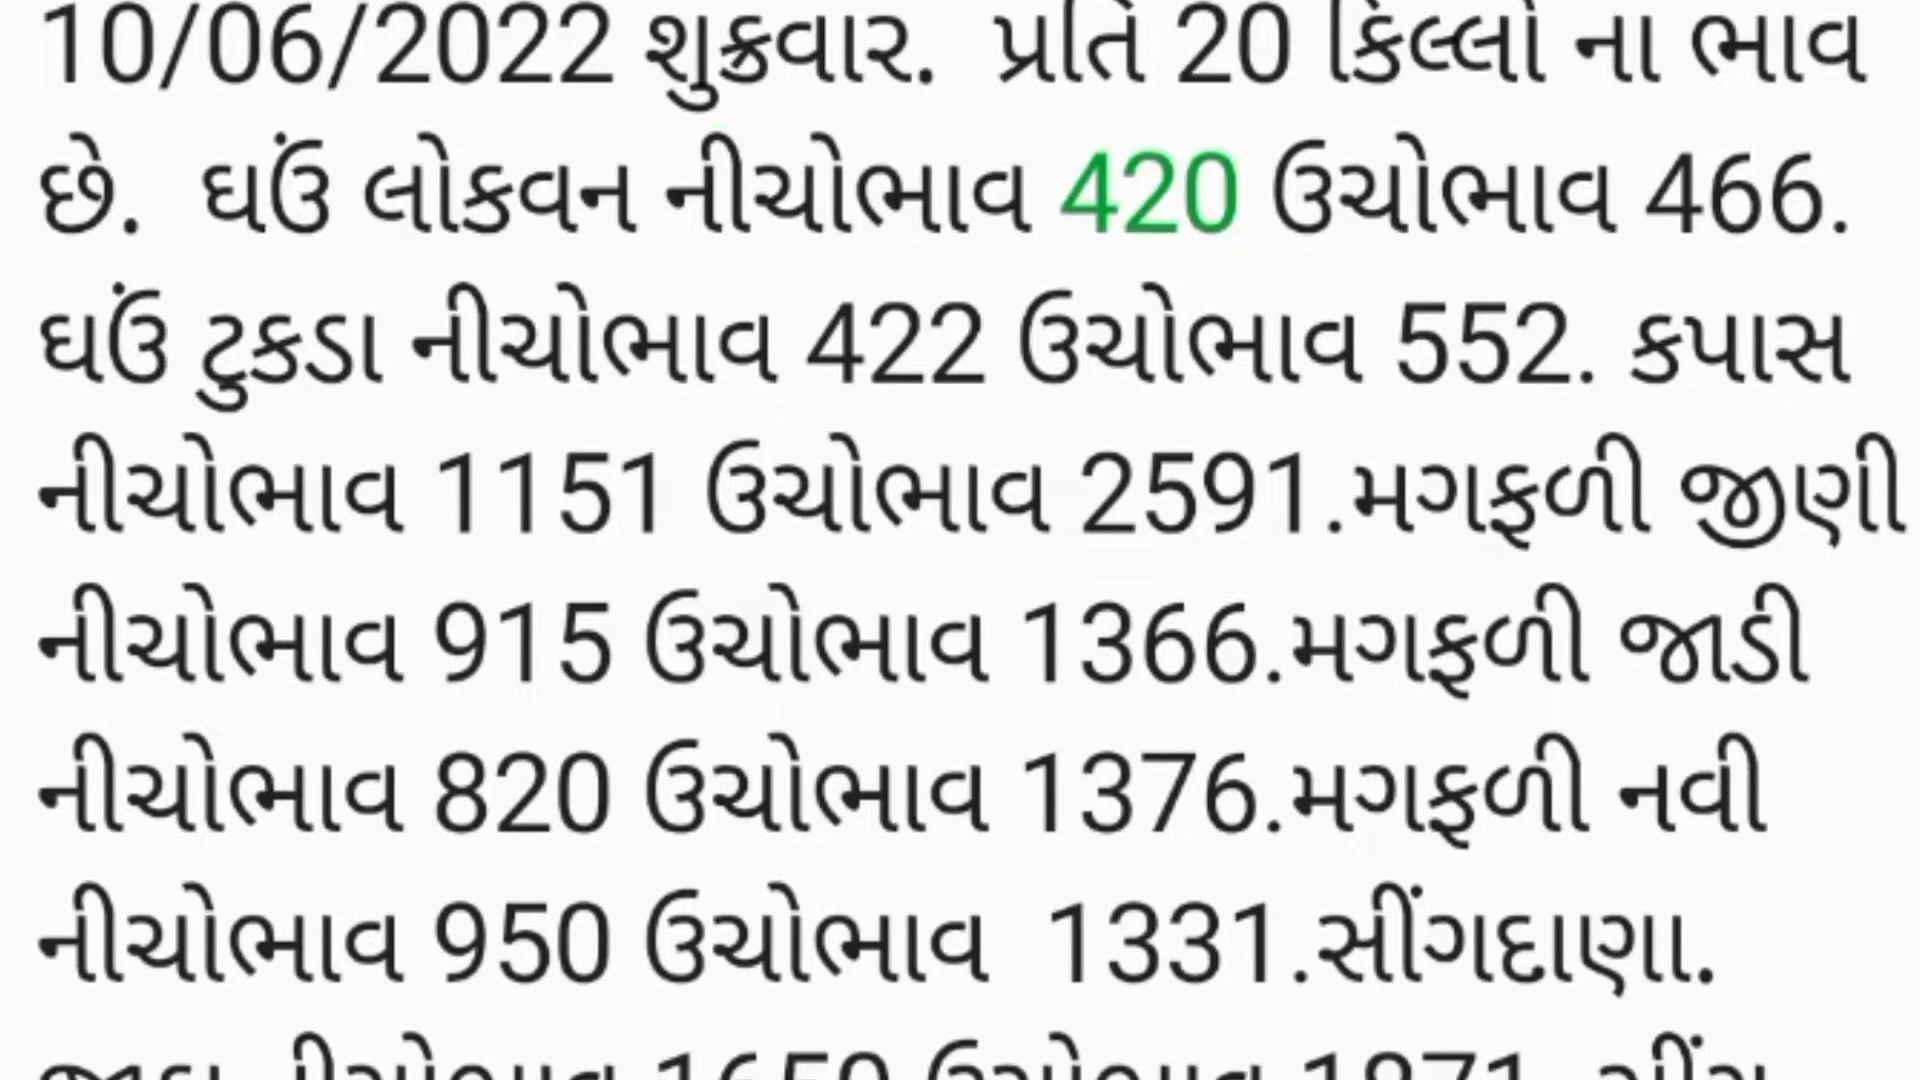 10/06/2022 શુક્રવાર.  પ્રતિ 20 કિલ્લો ના ભાવ
છે.  ઘઉં લોકવન નીચોભાવ 420 ઉચોભાવ 466.
ઘઉં ટુકડા નીચોભાવ 422 ઉચોભાવ 552. કપાસ
નીચોભાવ 1151 ઉચોભાવ 2591.મગફળી જીણી
નીચોભાવ 915 ઉચોભાવ 1366.મગફળી જાડી
નીચોભાવ 820 ઉચોભાવ 1376.મગફળી નવી
નીચોભાવ 950 ઉચોભાવ  1331.સીંગદાણા.
નીચોભાવ ઉચોભાવ